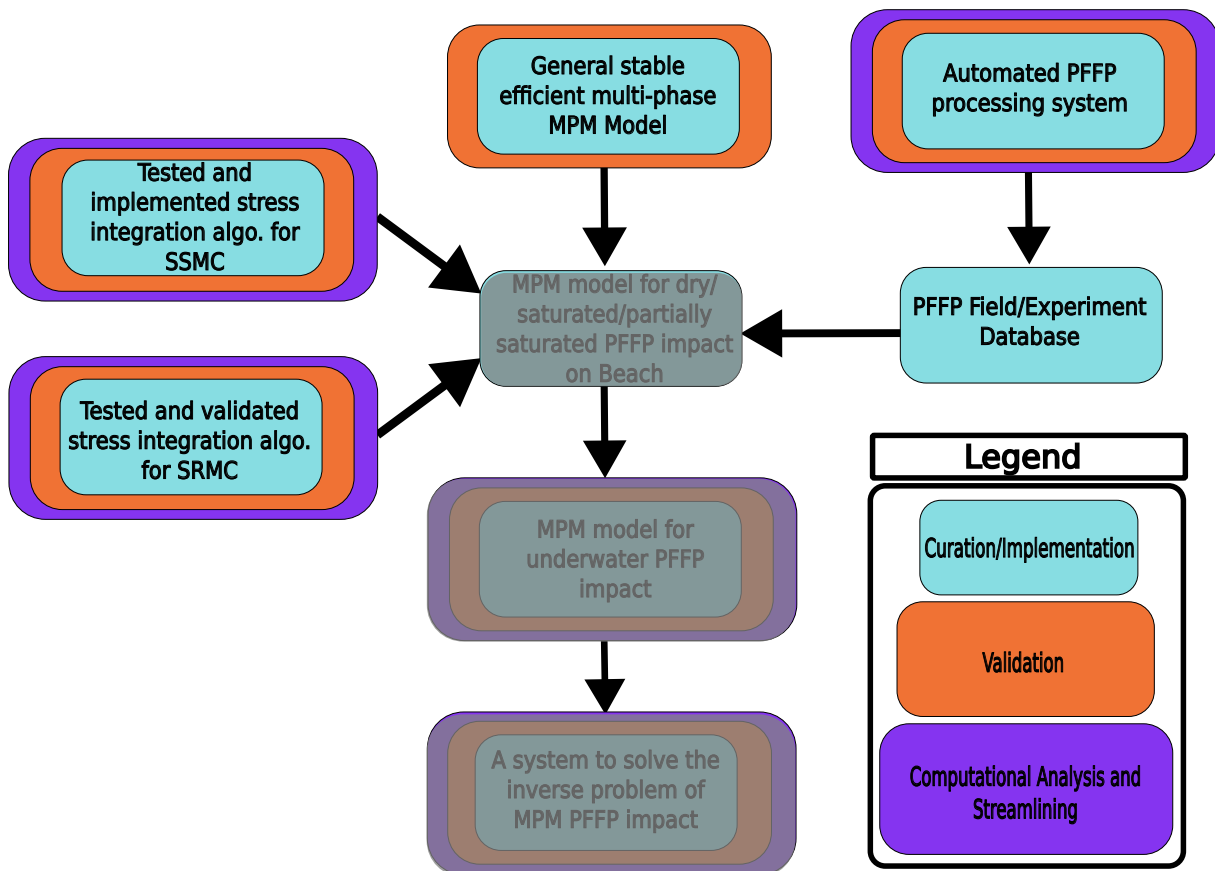 General stable
efficient multi-phase
MPM Model
Automated PFFP
processing system
Tested and
implemented stress
integration algo. for
SSMC
MPM model for dry/
saturated/partially
saturated PFFP impact
on Beach
PFFP Field/Experiment
Database
Tested and validated
stress integration algo.
for SRMC
MPM model for
underwater PFFP
impact
A system to solve the
inverse problem of
MPM PFFP impact
Legend
Curation/Implementation
Validation
Computational Analysis and
Streamlining